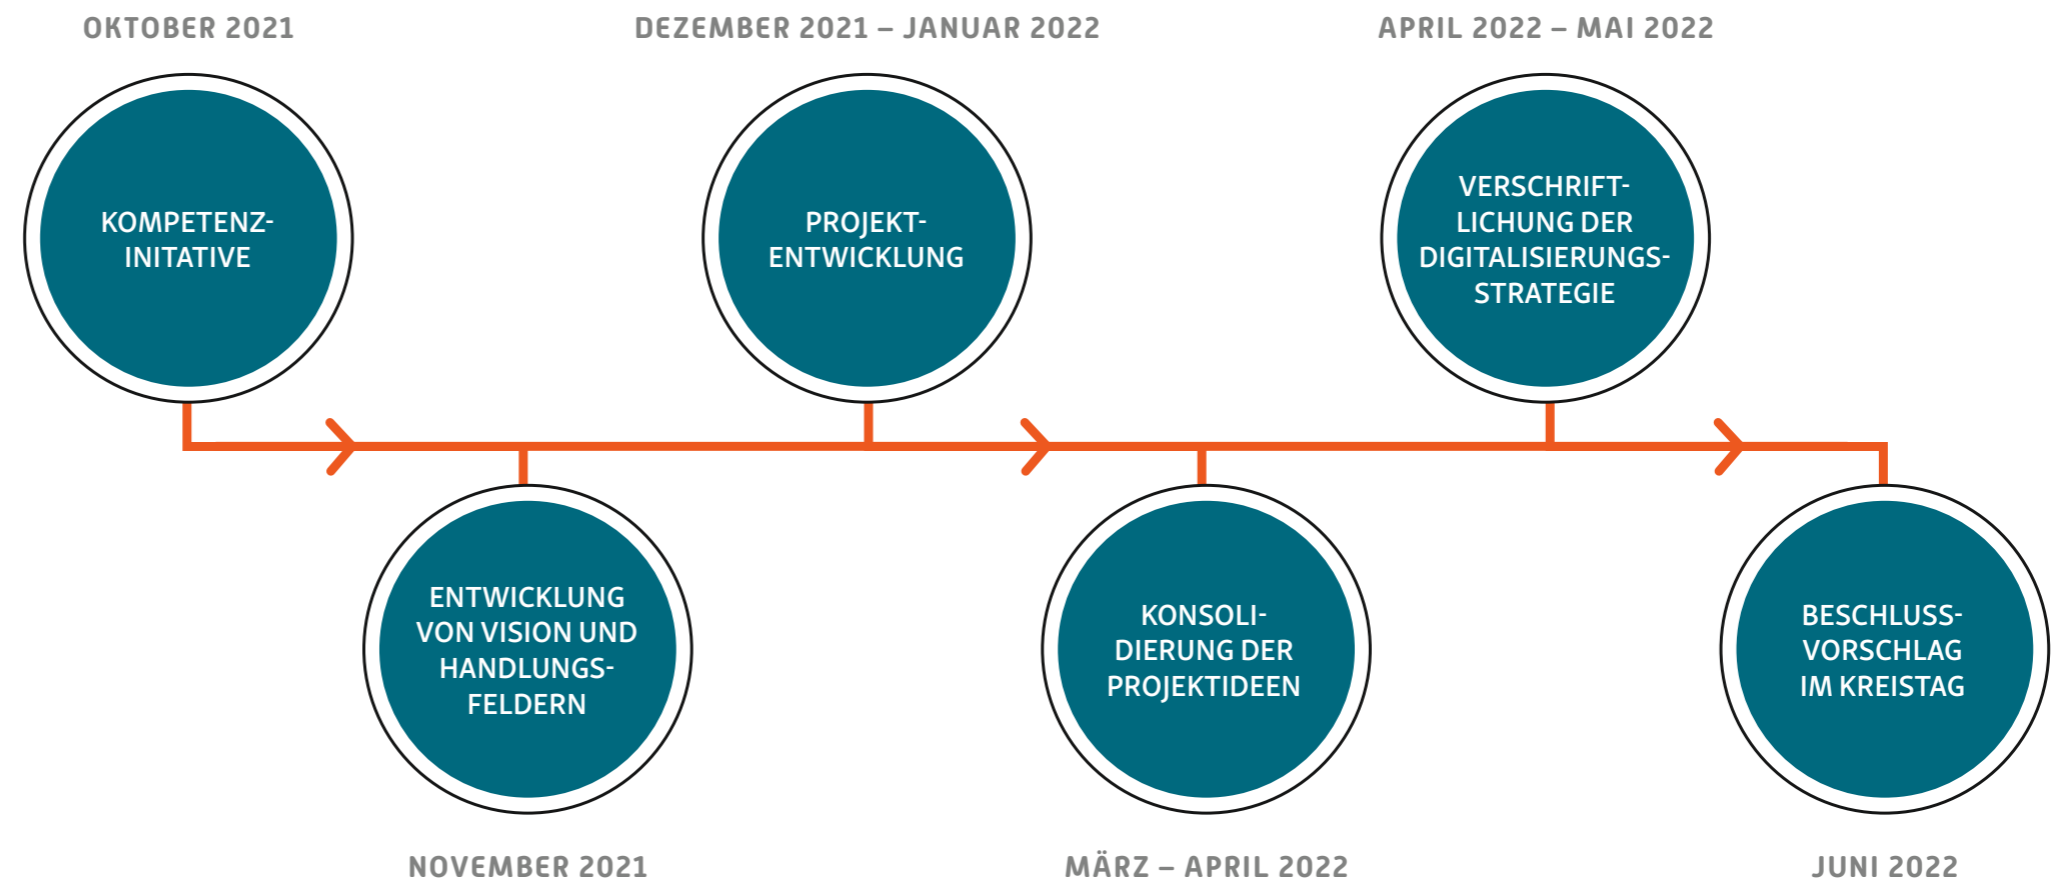 OKTOBER 2021
KOMPETENZ-
INITATIVE
ENTWICKLUNG
VON VISION UND
HANDLUNGS-
FELDERN
NOVEMBER 2021
DEZEMBER 2021 – JANUAR 2022
PROJEKT-
ENTWICKLUNG
KONSOLI-
DIERUNG DER
PROJEKTIDEEN
MÄRZ – APRIL 2022
APRIL 2022 – MAI 2022
VERSCHRIFT-
LICHUNG DER
DIGITALISIERUNGS-
STRATEGIE
BESCHLUSS-
VORSCHLAG
IM KREISTAG
JUNI 2022